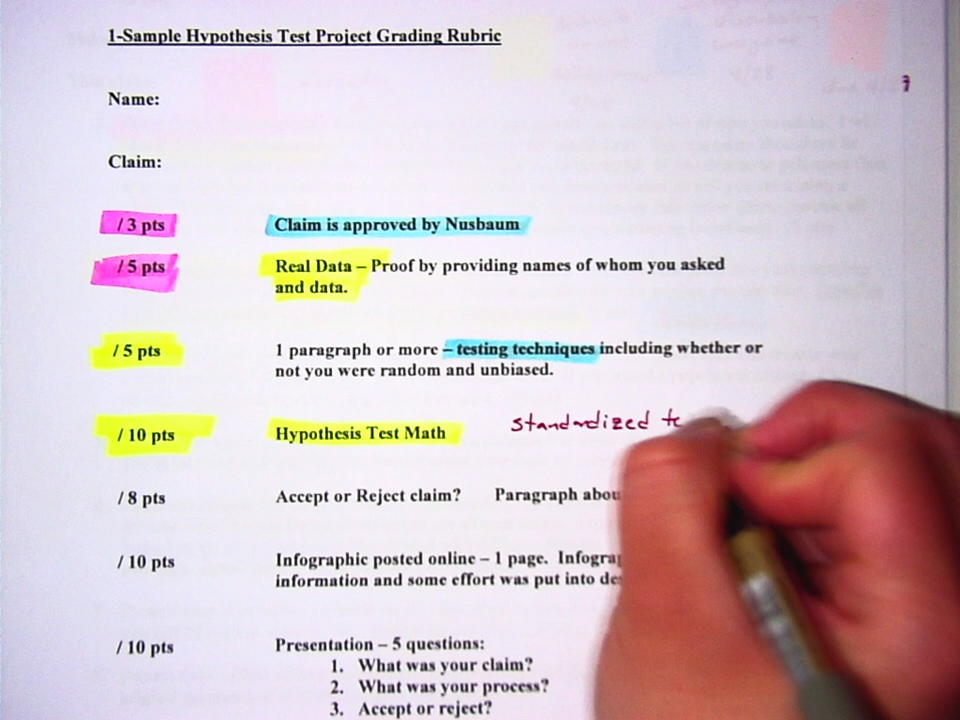 1-Sample Hypothesis Test Project Grading Rubric
Name:
Claim:
/ 3 pts Claim is approved by Nusbaum
/ 5 pts Real Data – Proof by providing names of whom you asked
and data.
/ 5 pts 1 paragraph or more – testing techniques including whether or
not you were random and unbiased.
/ 10 pts Hypothesis Test Math standardized
/ 8 pts Accept or Reject claim? Paragraph
/ 10 pts Infographic posted online – 1 page.
information and some effort was put into
/ 10 pts Presentation – 5 questions:
1. What was your claim?
2. What was your process?
3. Accept or reject?